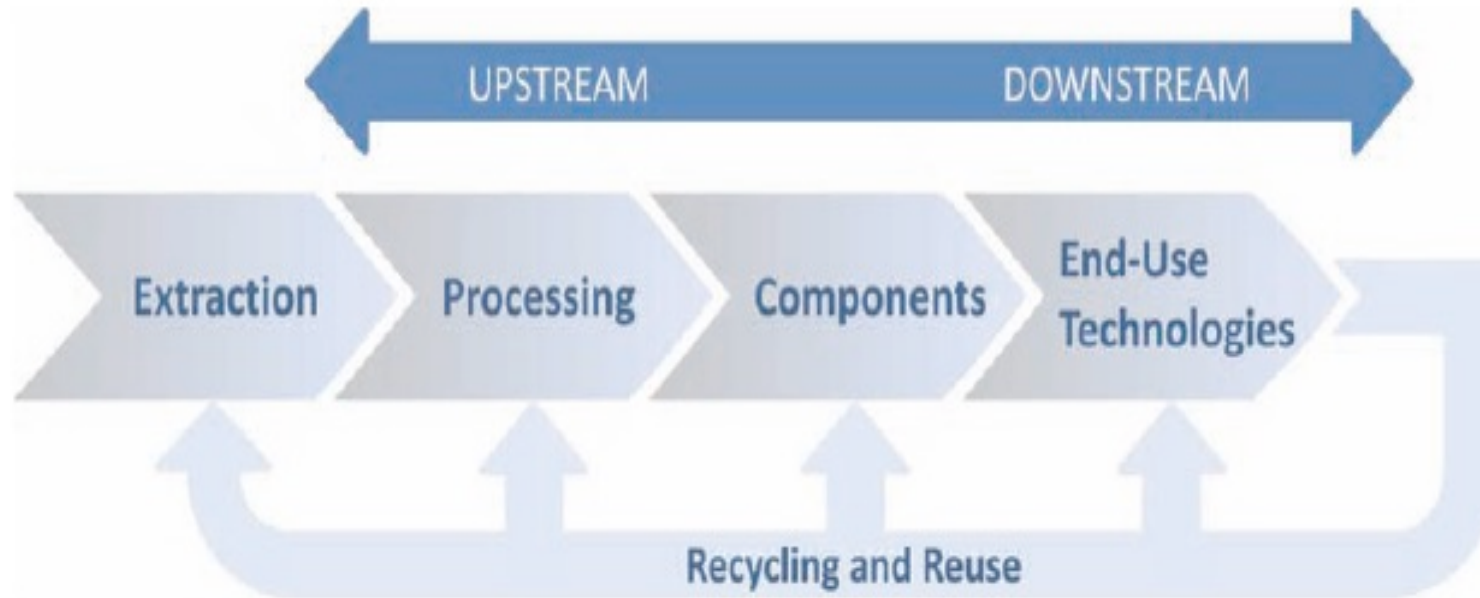 UPSTREAM DOWNSTREAM
Extraction Processing Components End-Use
Technologies
Recycling and Reuse